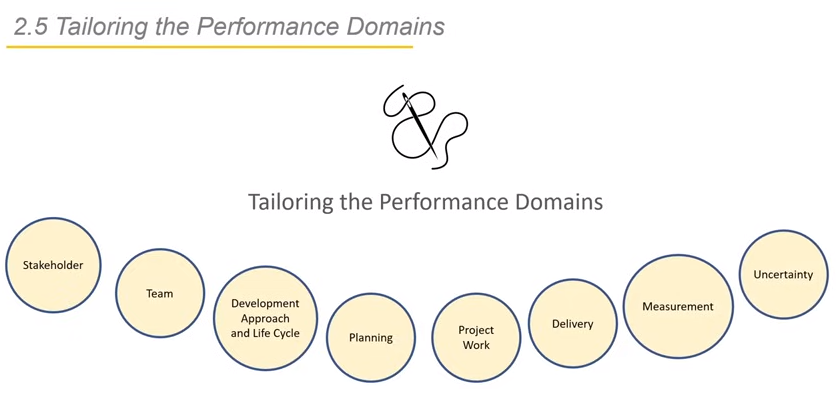 2.5 Tailoring the Performance Domains
Tailoring the Performance Domains
Stakeholder
Team
Development
Approach
and Life Cycle
Planning
Project
Work
Delivery
Measurement
Uncertainty